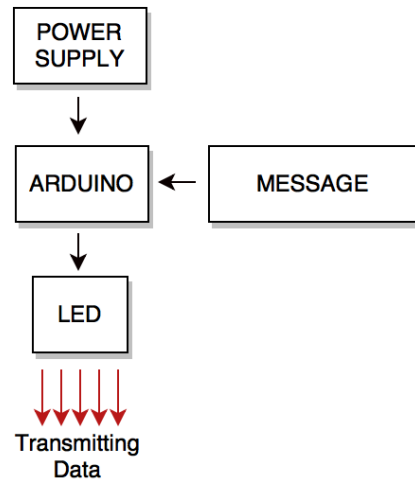 POWER
SUPPLY
ARDUINO
MESSAGE
LED
Transmitting
Data